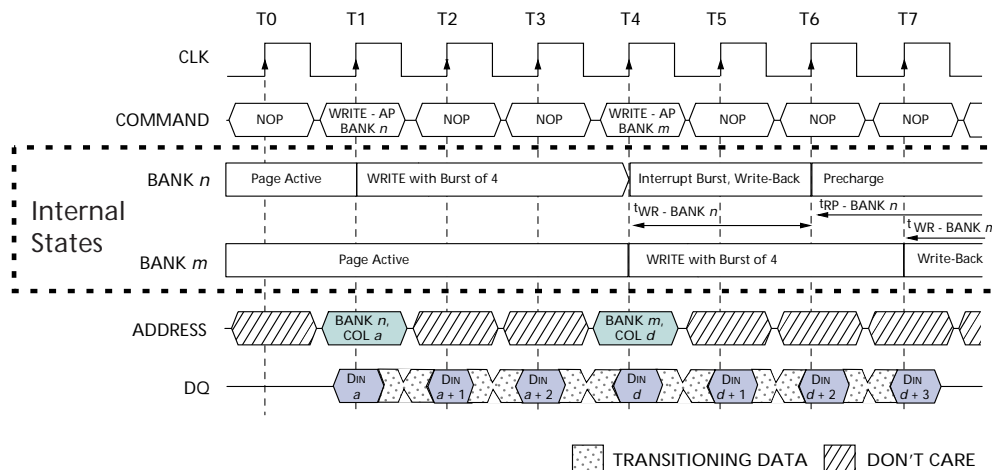 T0 T1 T2 T3 T4 T5 T6 T7
CLK
COMMAND NOP WRITE - AP BANK n NOP NOP WRITE - AP BANK m NOP NOP NOP
BANK n Page Active WRITE with Burst of 4 Interrupt Burst, Write-Back Precharge
Internal States
tWR - BANK n tRP - BANK n
tWR - BANK m
BANK m Page Active WRITE with Burst of 4 Write-Back
ADDRESS BANK n, COL a BANK m, COL d
DQ DIN a DIN a + 1 DIN a + 2 DIN d DIN d + 1 DIN d + 2 DIN d + 3
TRANSITIONING DATA DON'T CARE